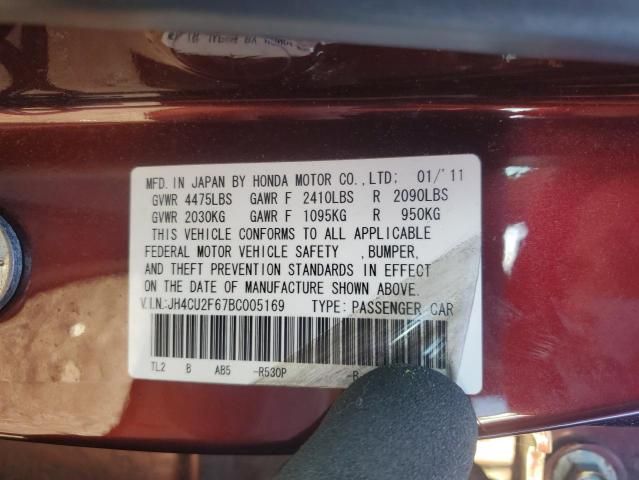 MFD. IN JAPAN BY HONDA MOTOR CO.,LTD; 01/'11
GVWR 4475LBS GAWR F 2410LBS R 2090LBS
GVWR 2030KG GAWR F 1095KG R 950KG
THIS VEHICLE CONFORMS TO ALL APPLICABLE
FEDERAL MOTOR VEHICLE SAFETY ,BUMPER,
AND THEFT PREVENTION STANDARDS IN EFFECT
ON THE DATE OF MANUFACTURE SHOWN ABOVE.
V.I.N.:JH4CU2F67BC005169 TYPE: PASSENGER CAR
TL2 B AB5 -R530P -R